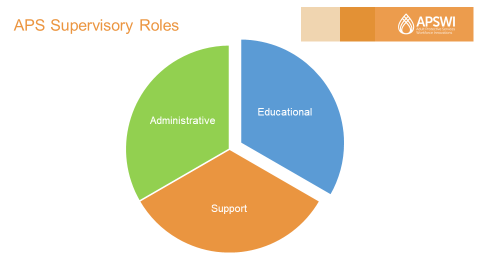 APS Supervisory Roles
APSWI
Educational
Administrative
Support